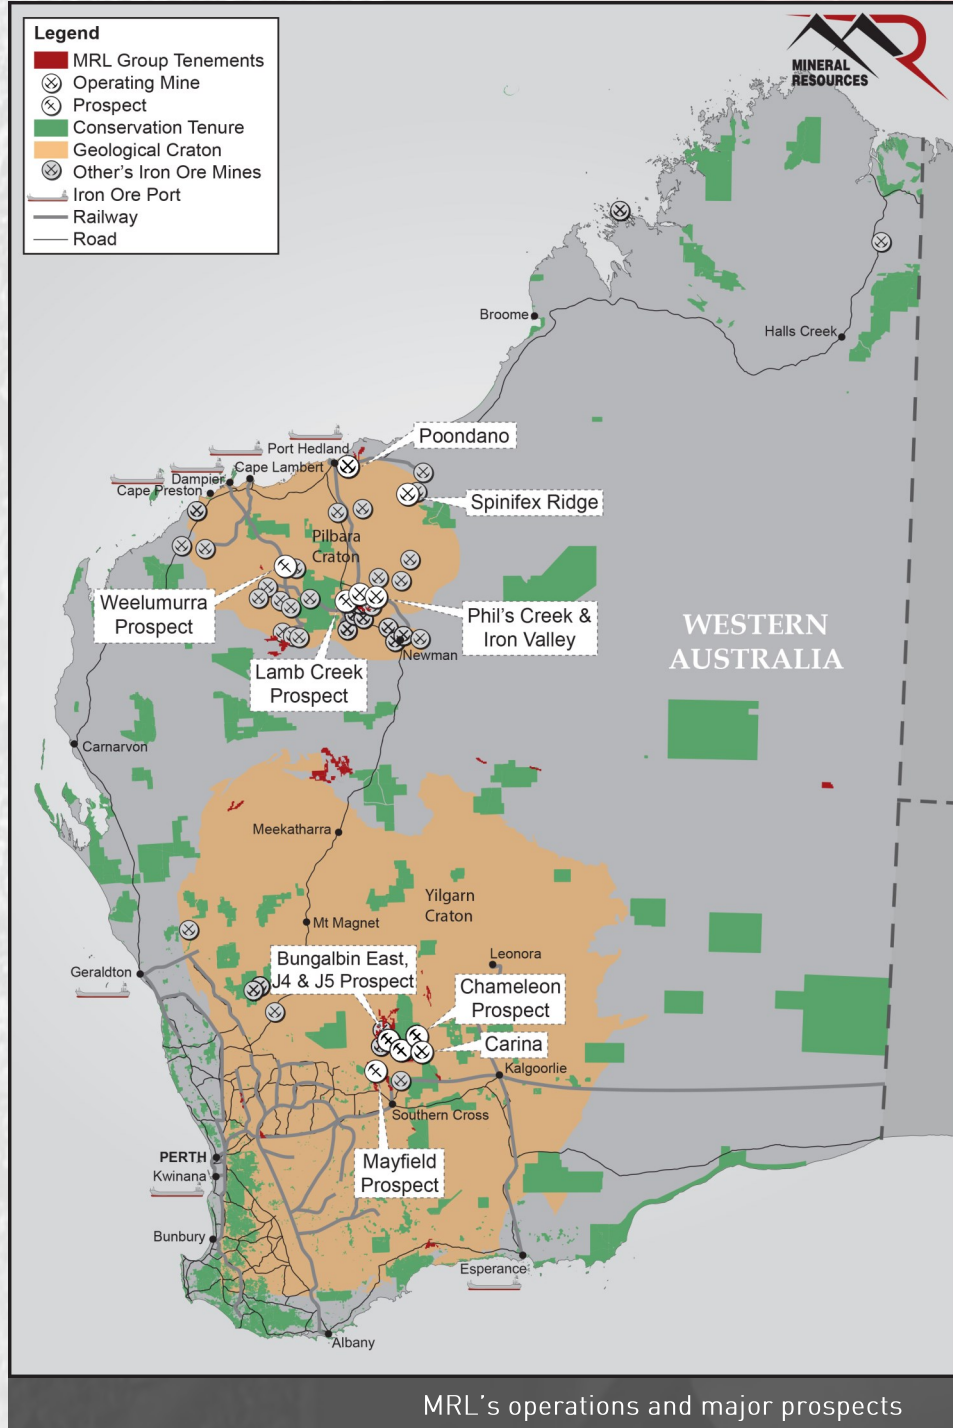 Legend
MRL Group Tenements
Operating Mine
Prospect
Conservation Tenure
Geological Craton
Other's Iron Ore Mines
Iron Ore Port
Railway
Road
MINERAL
RESOURCES
Broome
Halls Creek
Poondano
Port Hedland
Cape Lambert
Dampier
Cape Preston
Spinifex Ridge
Pilbara
Craton
Weelumurra
Prospect
Phil's Creek &
Iron Valley
WESTERN
AUSTRALIA
Newman
Lamb Creek
Prospect
Carnarvon
Meekatharra
Yilgarn
Craton
Mt Magnet
Bungalbin East,
J4 & J5 Prospect
Leonora
Geraldton
Chameleon
Prospect
Carina
Kalgoorlie
Southern Cross
PERTH
Kwinana
Mayfield
Prospect
Bunbury
Esperance
Albany
MRL's operations and major prospects